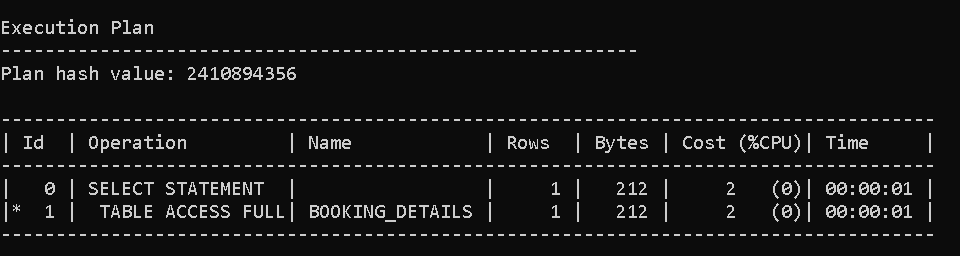 Execution Plan
----------------------------------------------------------
Plan hash value: 2410894356
-------------------------------------------------------------------------------------
| Id  | Operation         | Name            | Rows  | Bytes | Cost (%CPU)| Time     |
-------------------------------------------------------------------------------------
|   0 | SELECT STATEMENT  |                 |     1 |   212 |     2   (0)| 00:00:01 |
|*  1 |  TABLE ACCESS FULL| BOOKING_DETAILS |     1 |   212 |     2   (0)| 00:00:01 |
-------------------------------------------------------------------------------------